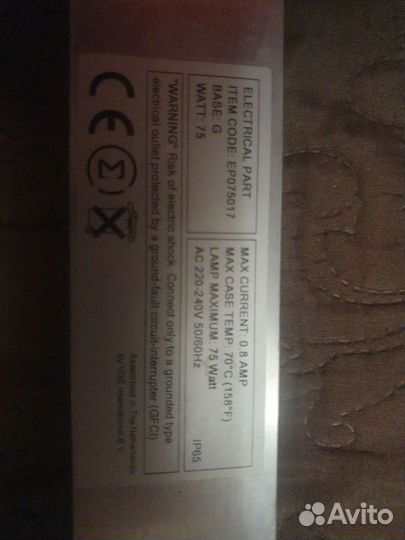 ELECTRICAL PART
ITEM CODE: EP075017
BASE: G
WATT: 75
MAX CURRENT: 0.8 AMP
MAX CASE TEMP: 70°C (158°F)
LAMP MAXIMUM: 75 Watt
AC 220-240V 50/60Hz
IP65
"WARNING" Risk of electric shock. Connect only to a grounded type
electrical outlet protected by a ground-fault circuit-interrupter (GFCI)
CE
Assembled in The Netherlands
by VGE International B.V.
Avito